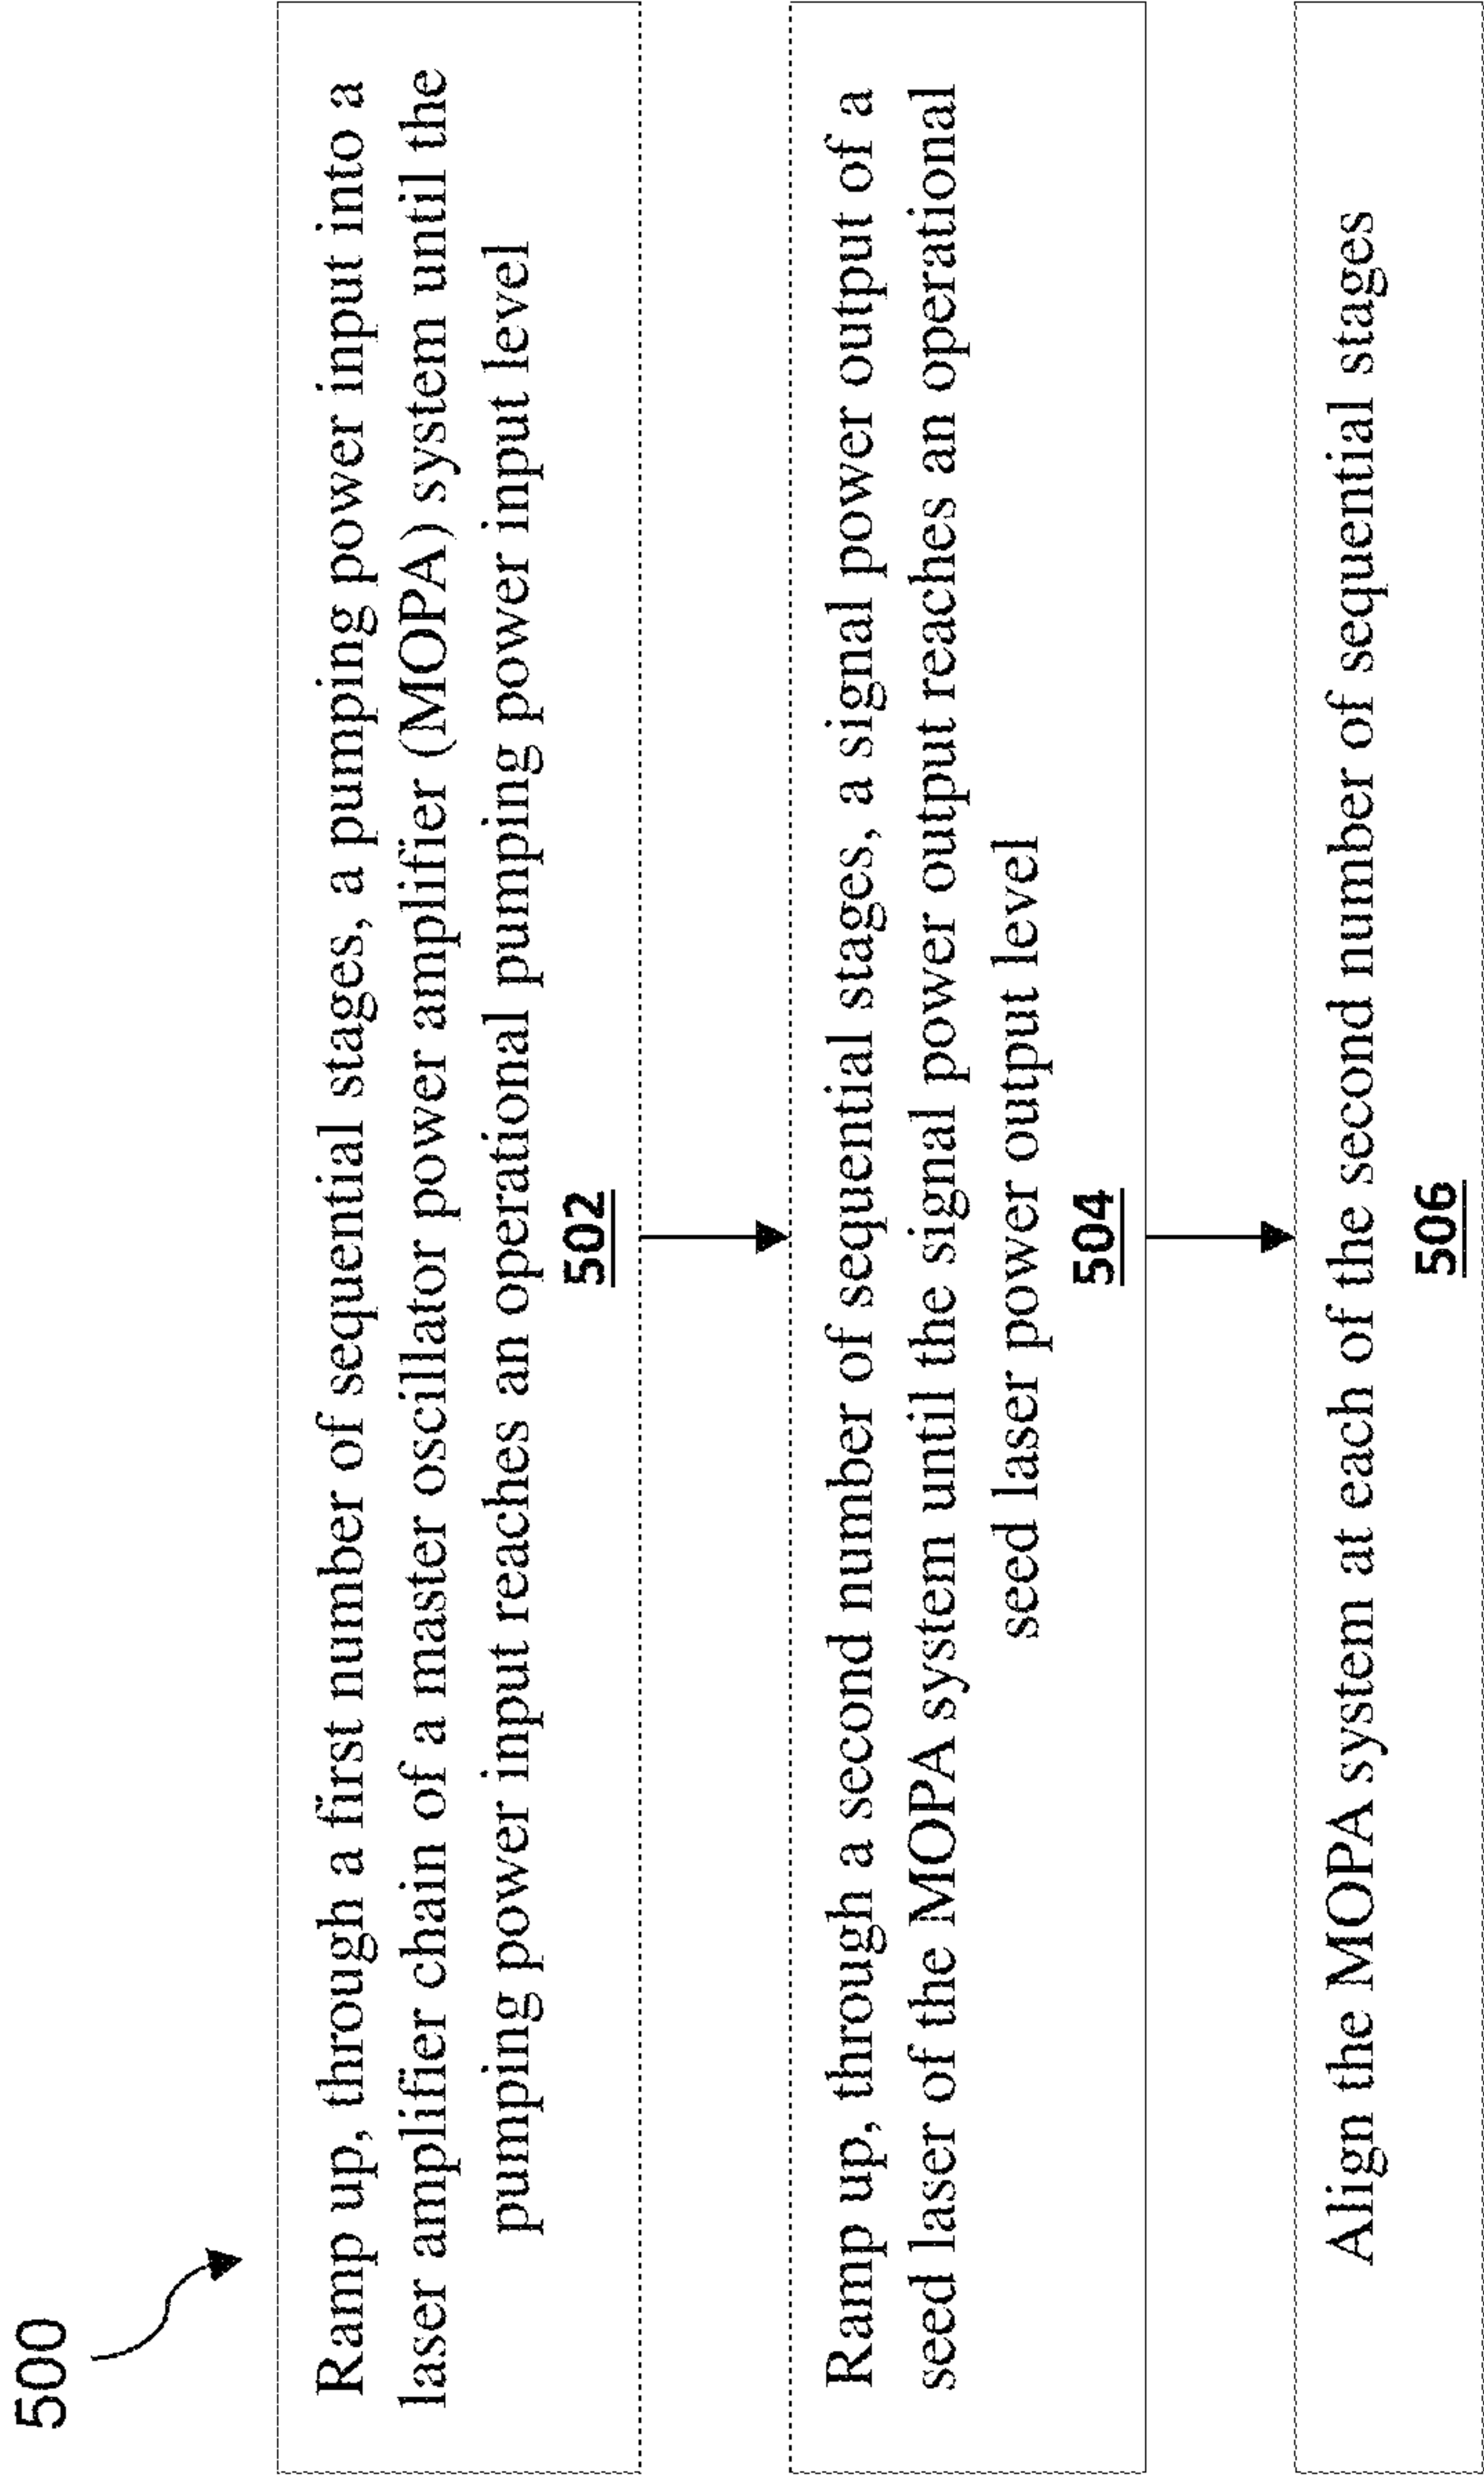 500
Ramp up, through a first number of sequential stages, a pumping power input into a
laser amplifier chain of a master oscillator power amplifier (MOPA) system until the
pumping power input reaches an operational pumping power input level
502
Ramp up, through a second number of sequential stages, a signal power output of a
seed laser of the MOPA system until the signal power output reaches an operational
seed laser power output level
504
Align the MOPA system at each of the second number of sequential stages
506